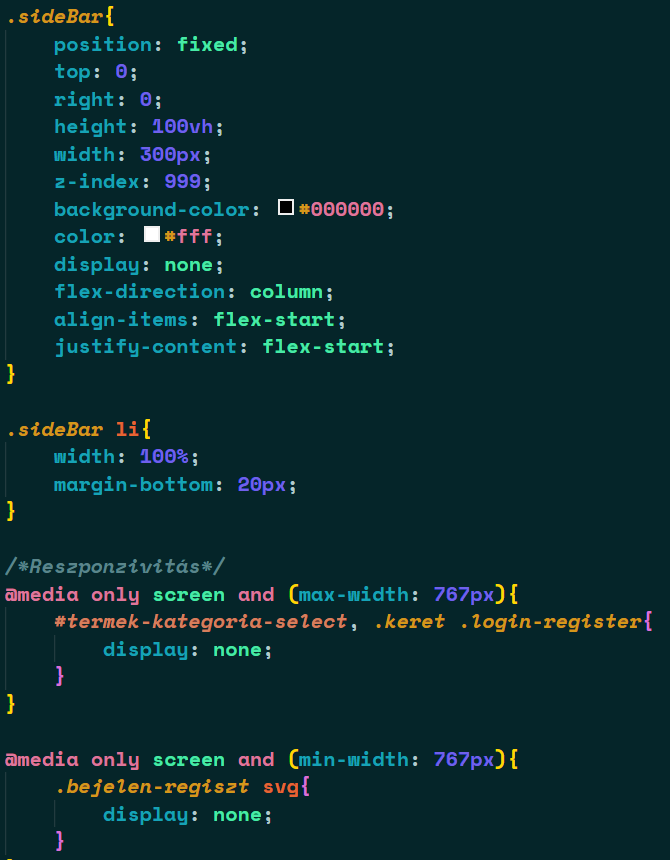 .sideBar{
    position: fixed;
    top: 0;
    right: 0;
    height: 100vh;
    width: 300px;
    z-index: 999;
    background-color: #000000;
    color: #fff;
    display: none;
    flex-direction: column;
    align-items: flex-start;
    justify-content: flex-start;
}

.sideBar li{
    width: 100%;
    margin-bottom: 20px;
}

/*Reszponzivitás*/
@media only screen and (max-width: 767px){
    #termek-kategoria-select, .keret .login-register{
        display: none;
    }
}

@media only screen and (min-width: 767px){
    .bejelen-regiszt svg{
        display: none;
    }